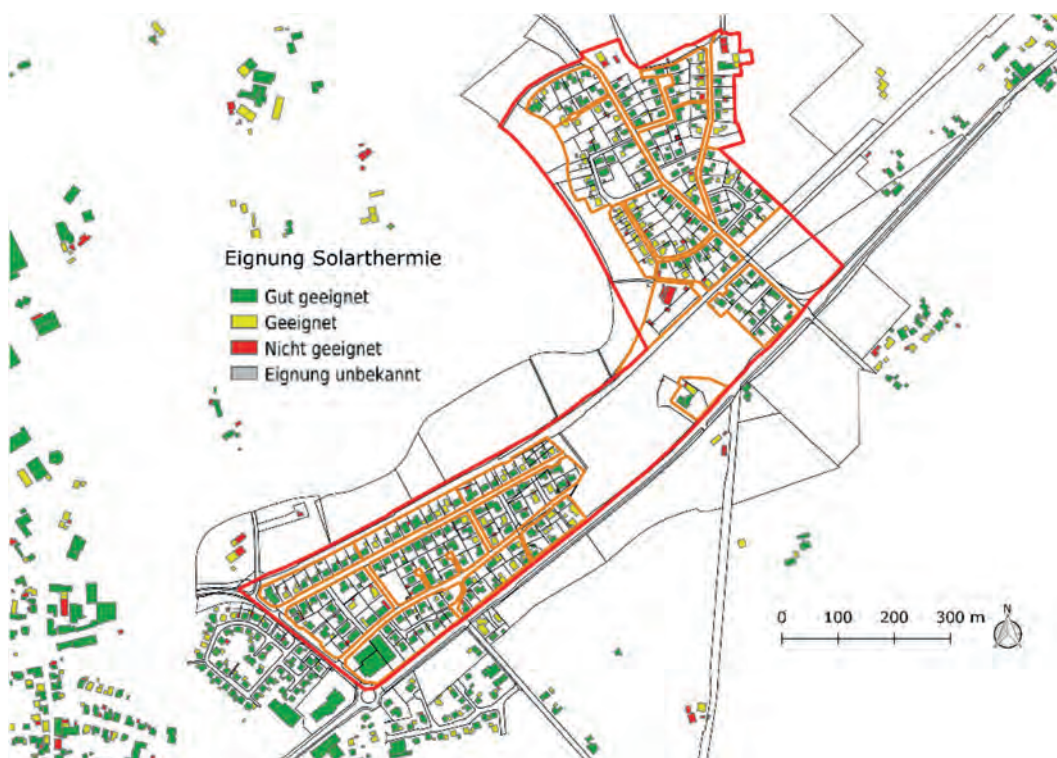 Eignung Solarthermie
Gut geeignet
Geeignet
Nicht geeignet
Eignung unbekannt
0 100 200 300 m
N